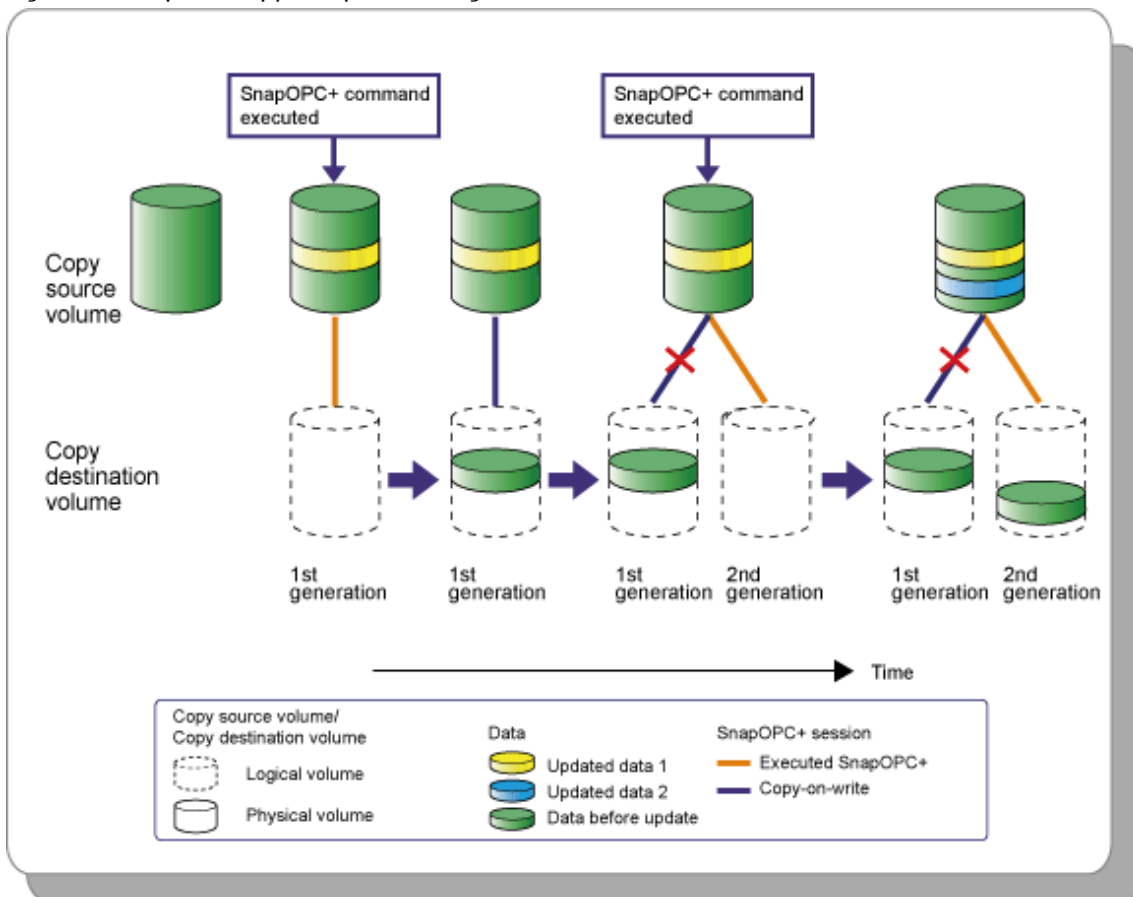 SnapOPC+ command
executed
SnapOPC+ command
executed
Copy
source
volume
Copy
destination
volume
1st
generation
1st
generation
1st
generation
2nd
generation
1st
generation
2nd
generation
Time
Copy source volume/
Copy destination volume
Logical volume
Physical volume
Data
Updated data 1
Updated data 2
Data before update
SnapOPC+ session
Executed SnapOPC+
Copy-on-write